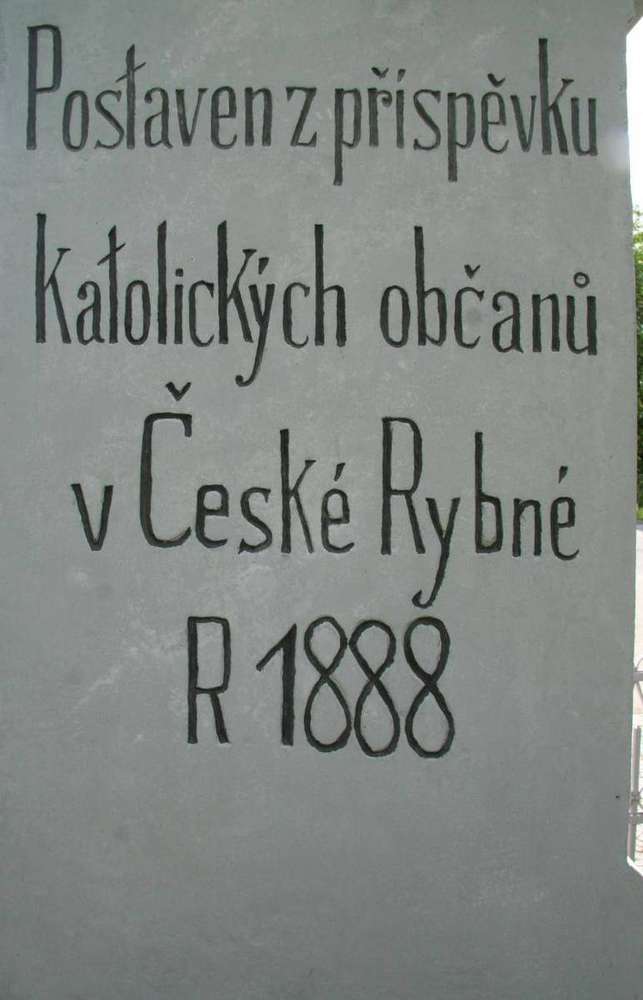 Postaven z příspěvku
katolických občanů
v České Rybné
R 1888